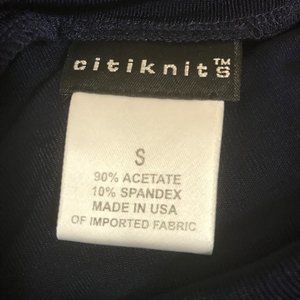 citiknits™
S
90% ACETATE
10% SPANDEX
MADE IN USA
OF IMPORTED FABRIC